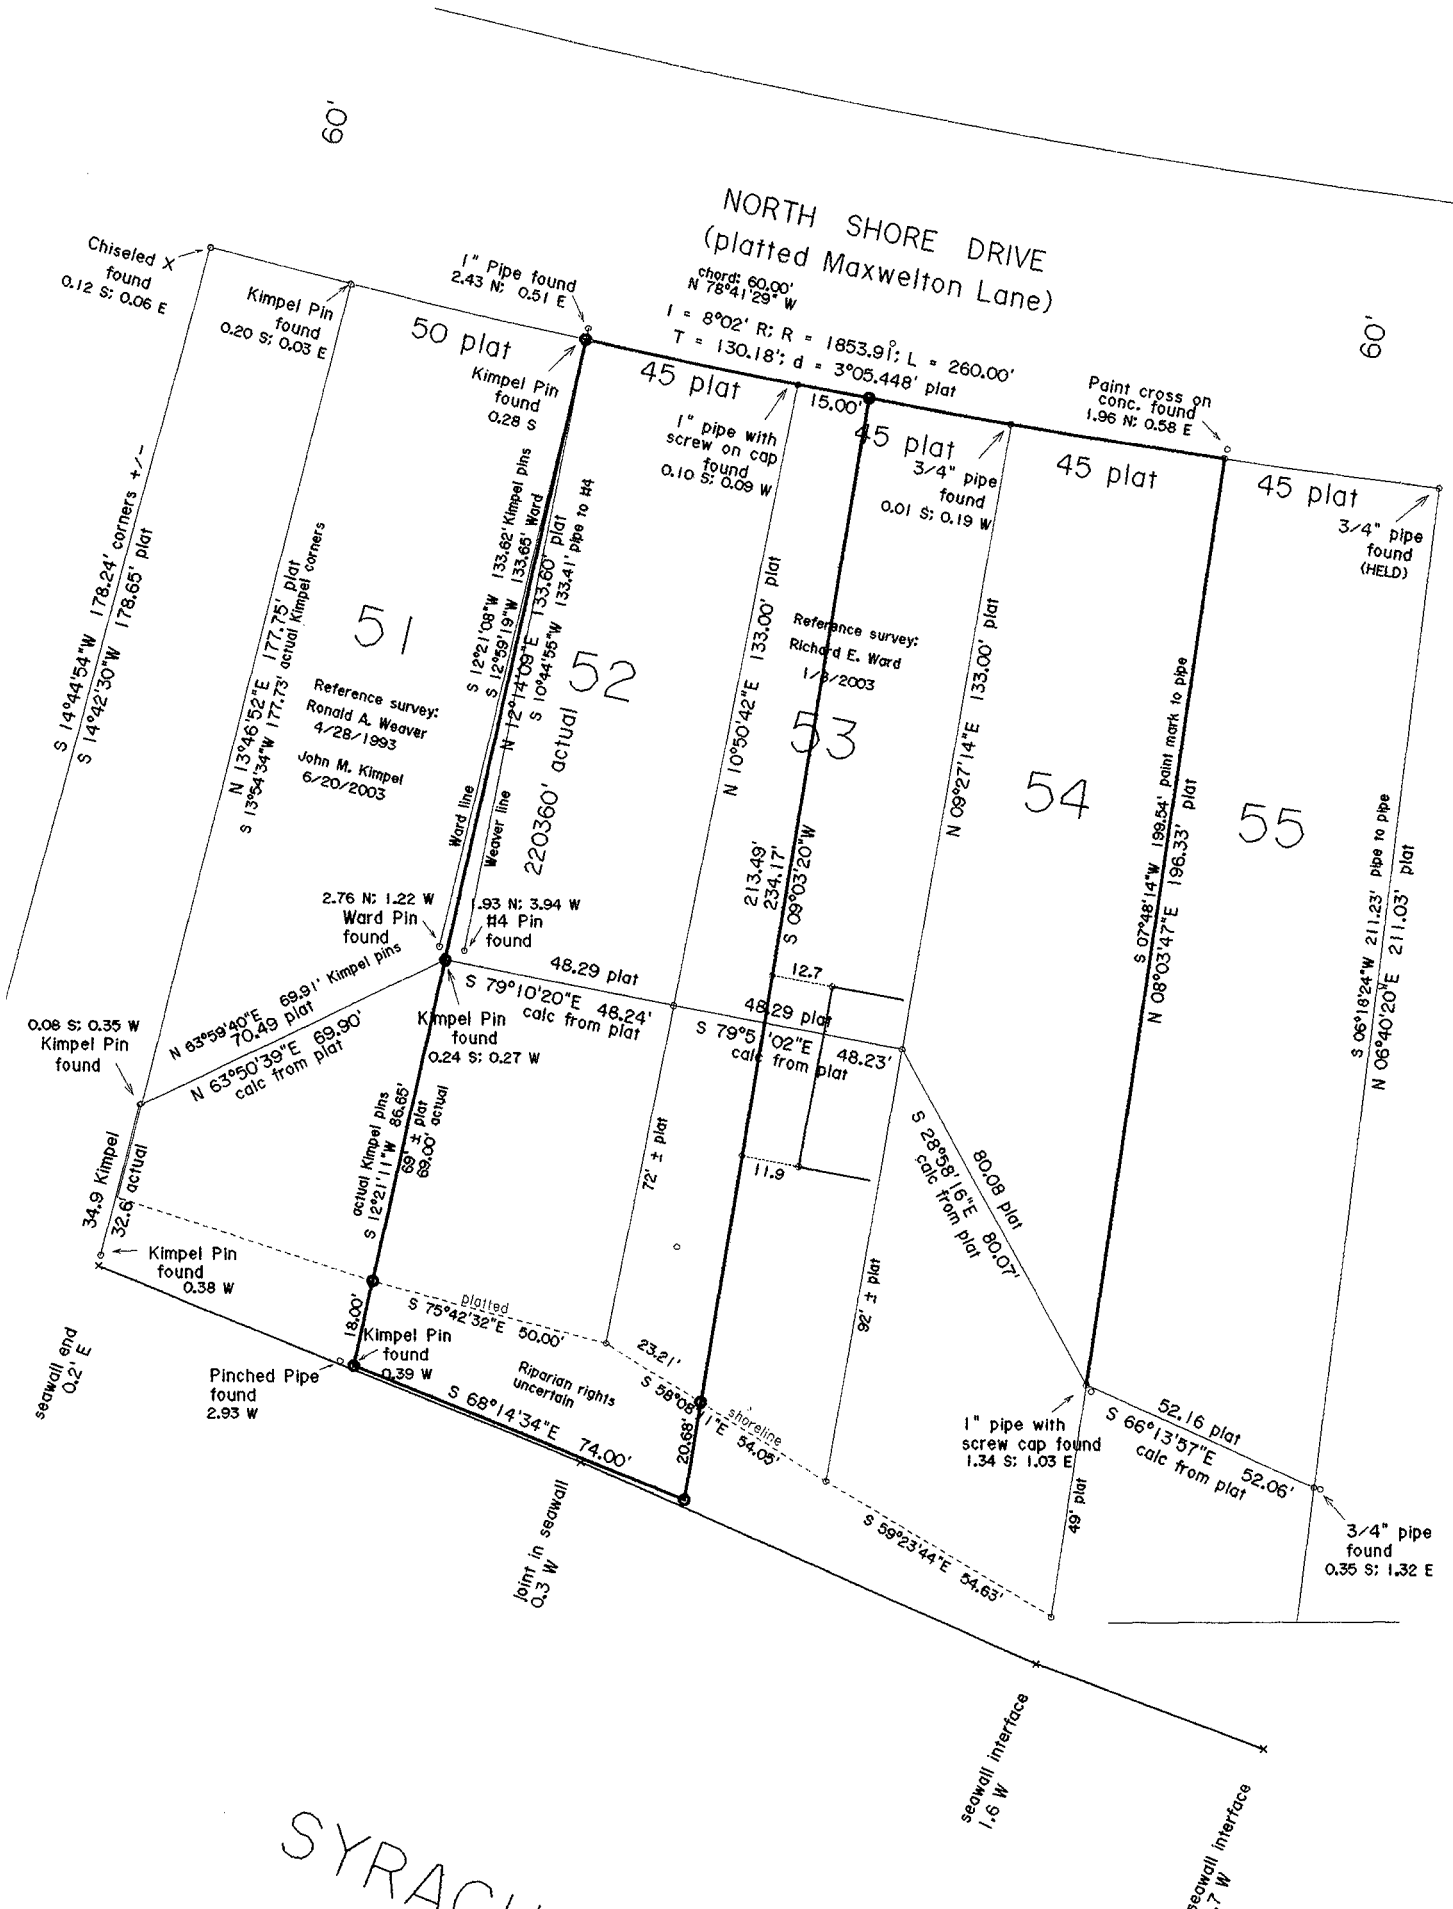 60'
NORTH SHORE DRIVE
(platted Maxwelton Lane)
chord: 60.00'
N 78°41'29" W
I = 8°02' R; R = 1853.91; L = 260.00'
T = 130.18'; d = 3°05.448' plat
60'
Chiseled X
found
0.12 S; 0.06 E
Kimpel Pin
found
0.20 S; 0.03 E
1" Pipe found
2.43 N; 0.51 E
50 plat
Kimpel Pin
found
0.28 S
45 plat
15.00'
1" pipe with
screw on cap
found
0.10 S; 0.09 W
45 plat
3/4" pipe
found
0.01 S; 0.19 W
Paint cross on
conc. found
1.96 N; 0.58 E
45 plat
45 plat
3/4" pipe
found
(HELD)
S 14°44'54"W 178.24' corners +/-
S 14°42'30"W 178.65' plat
N 13°46'52"E 177.75' plat
S 13°54'34"W 177.73' actual Kimpel corners
51
Reference survey:
Ronald A. Weaver
4/28/1993
John M. Kimpel
6/20/2003
S 12°21'08"W 133.62' Kimpel pins
S 12°59'19"W 133.65' Ward
N 12°14'09"E 133.60' plat
S 10°44'55"W 133.41' pipe to #4
Ward line
Weaver line
52
220360' actual
N 10°50'42"E 133.00' plat
Reference survey:
Richard E. Ward
1/8/2003
53
213.49'
234.17'
S 09°03'20"W
N 09°27'14"E 133.00' plat
54
S 07°48'14"W 199.54' paint mark to pipe
N 08°03'47"E 196.33' plat
55
S 06°18'24"W 211.23' pipe to pipe
N 06°40'20"E 211.03' plat
2.76 N; 1.22 W
Ward Pin
found
1.93 N; 3.94 W
#4 Pin
found
N 63°59'40"E 69.91' Kimpel pins
70.49 plat
N 63°50'39"E 69.90'
calc from plat
0.08 S; 0.35 W
Kimpel Pin
found
48.29 plat
S 79°10'20"E 48.24'
calc from plat
Kimpel Pin
found
0.24 S; 0.27 W
12.7
48.29 plat
S 79°5 '02"E 48.23'
calc from plat
11.9
80.08 plat
S 28°58'16"E 80.07'
calc from plat
34.9 Kimpel
32.6' actual
actual Kimpel pins
S 12°21'11"W 86.65'
69' ± plat
69.00' actual
72' ± plat
92' ± plat
Kimpel Pin
found
0.38 W
platted
S 75°42'32"E 50.00'
18.00'
Kimpel Pin
found
0.39 W
Pinched Pipe
found
2.93 W
Riparian rights
uncertain
S 68°14'34"E 74.00'
23.21'
S 58°08' 1"E 54.05'
shoreline
20.68'
S 59°23'44"E 54.63'
1" pipe with
screw cap found
1.34 S; 1.03 E
52.16 plat
S 66°13'57"E 52.06'
calc from plat
49' plat
3/4" pipe
found
0.35 S; 1.32 E
seawall end
0.2' E
joint in seawall
0.3 W
seawall interface
1.6 W
seawall interface
.7 W